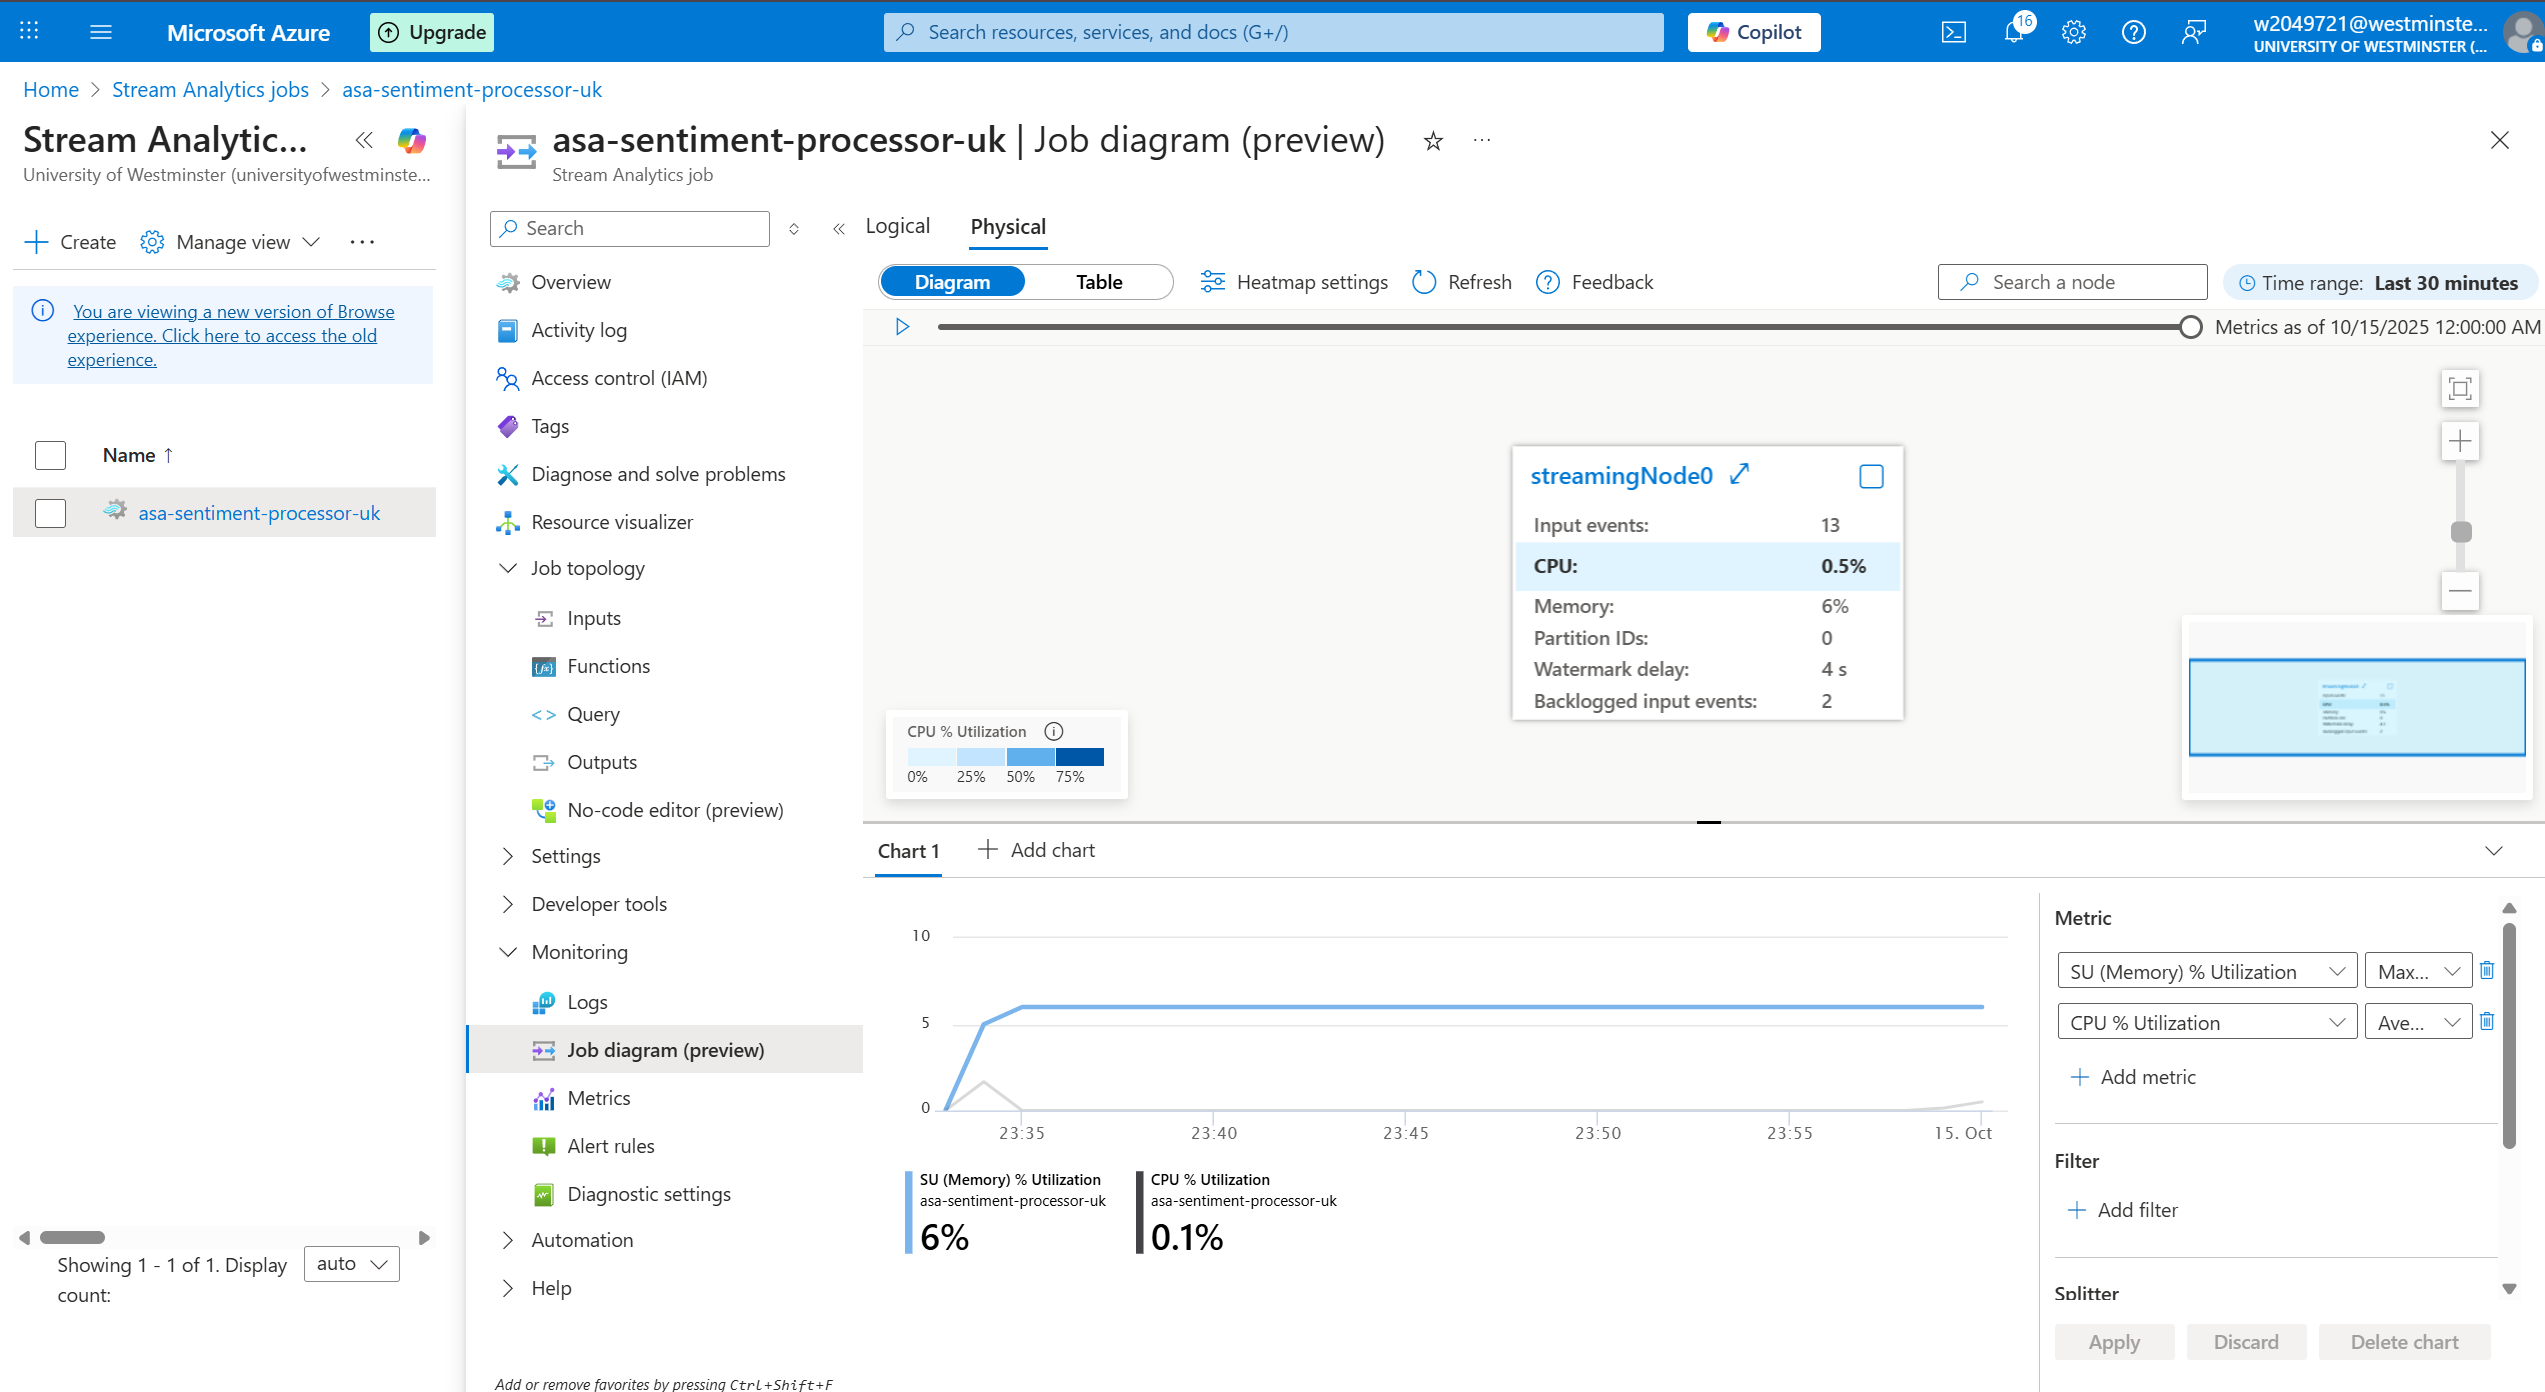 Microsoft Azure
Upgrade
Search resources, services, and docs (G+/)
Copilot
16
w2049721@westminste...
UNIVERSITY OF WESTMINSTER (...
Home > Stream Analytics jobs > asa-sentiment-processor-uk
Stream Analytic...
University of Westminster (universityofwestminste...
Create
Manage view
You are viewing a new version of Browse
experience. Click here to access the old
experience.
Name ↑
asa-sentiment-processor-uk
Showing 1 - 1 of 1. Display
count:
auto
asa-sentiment-processor-uk | Job diagram (preview)
Stream Analytics job
Search
Overview
Activity log
Access control (IAM)
Tags
Diagnose and solve problems
Resource visualizer
Job topology
Inputs
Functions
Query
Outputs
No-code editor (preview)
Settings
Developer tools
Monitoring
Logs
Job diagram (preview)
Metrics
Alert rules
Diagnostic settings
Automation
Help
Add or remove favorites by pressing Ctrl+Shift+F
Logical
Physical
Diagram
Table
Heatmap settings
Refresh
Feedback
Search a node
Time range: Last 30 minutes
Metrics as of 10/15/2025 12:00:00 AM
streamingNode0
Input events: 13
CPU: 0.5%
Memory: 6%
Partition IDs: 0
Watermark delay: 4 s
Backlogged input events: 2
CPU % Utilization
0% 25% 50% 75%
Chart 1
Add chart
10
5
0
23:35 23:40 23:45 23:50 23:55 15. Oct
SU (Memory) % Utilization
asa-sentiment-processor-uk
6%
CPU % Utilization
asa-sentiment-processor-uk
0.1%
Metric
SU (Memory) % Utilization
Max...
CPU % Utilization
Ave...
Add metric
Filter
Add filter
Splitter
Apply
Discard
Delete chart